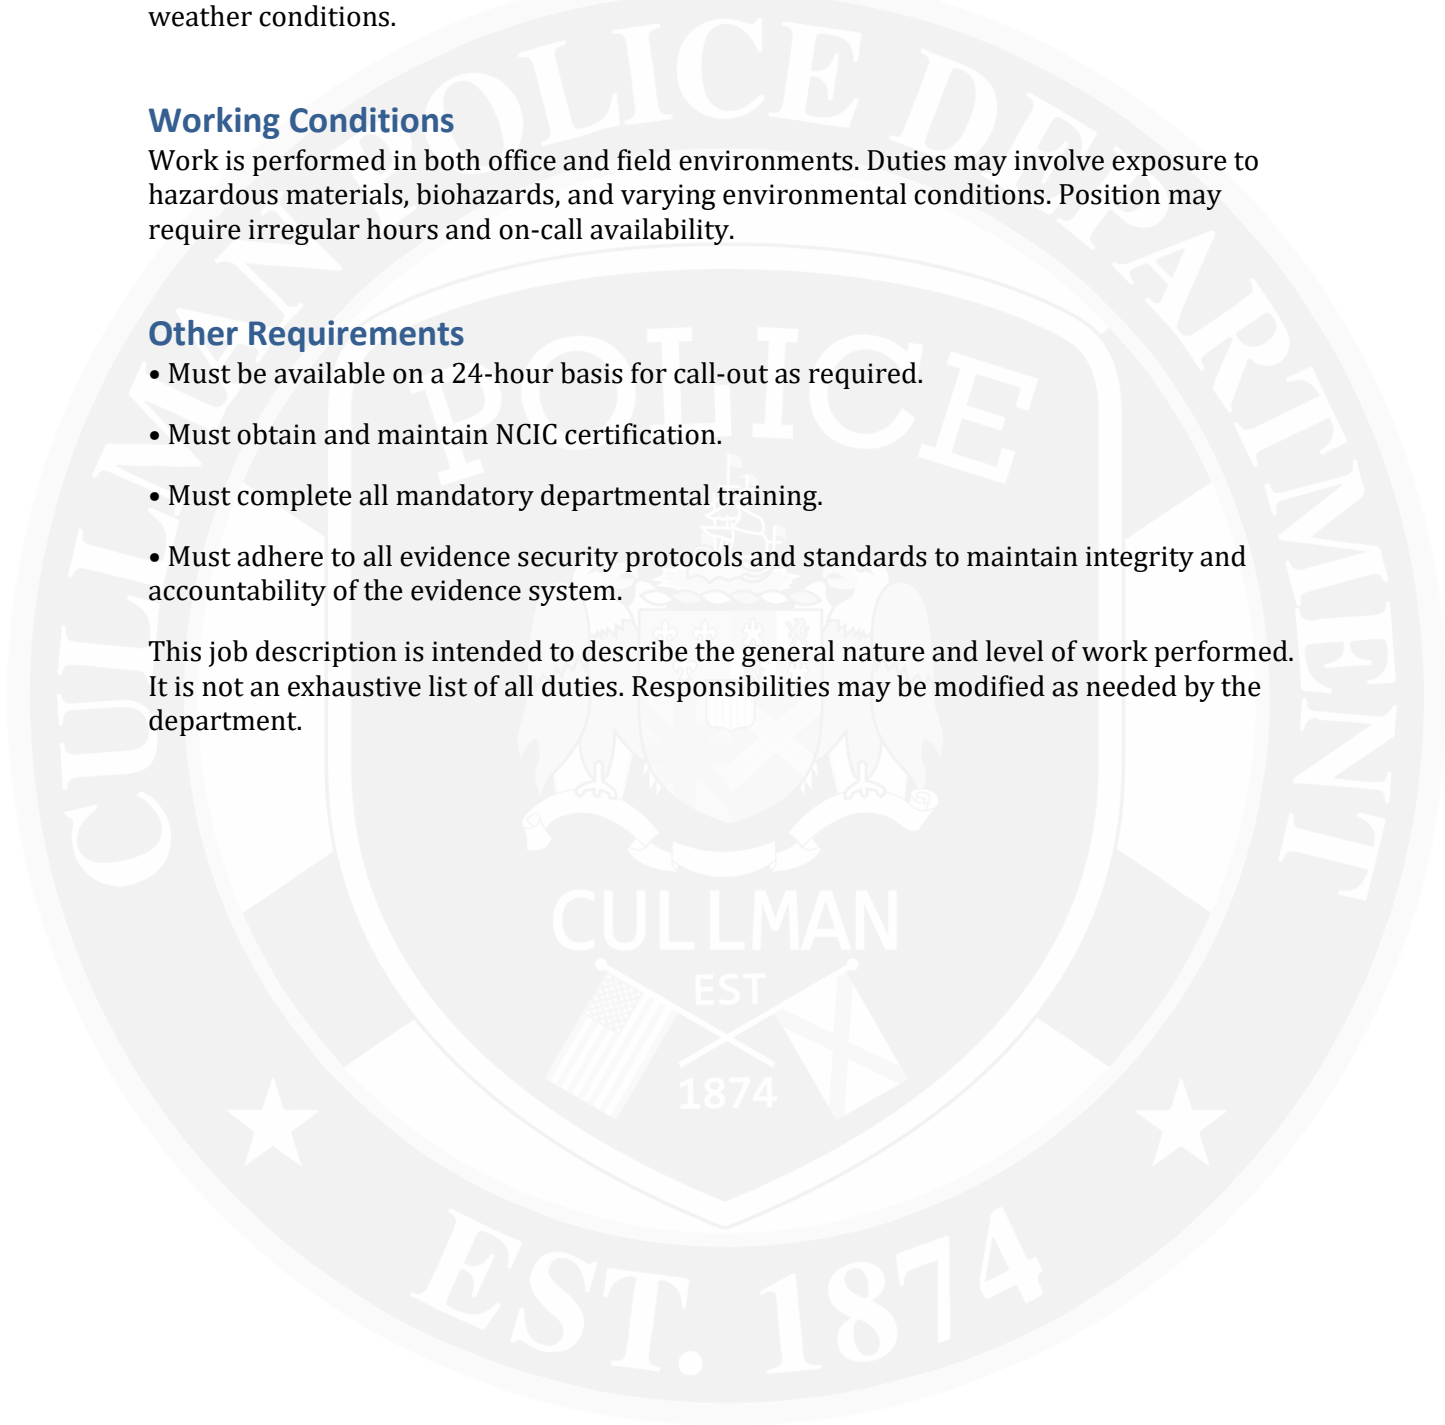 weather conditions.
Working Conditions
Work is performed in both office and field environments. Duties may involve exposure to
hazardous materials, biohazards, and varying environmental conditions. Position may
require irregular hours and on-call availability.
Other Requirements
• Must be available on a 24-hour basis for call-out as required.
• Must obtain and maintain NCIC certification.
• Must complete all mandatory departmental training.
• Must adhere to all evidence security protocols and standards to maintain integrity and
accountability of the evidence system.
This job description is intended to describe the general nature and level of work performed.
It is not an exhaustive list of all duties. Responsibilities may be modified as needed by the
department.
CULLMAN POLICE DEPARTMENT
POLICE
CULLMAN
EST
1874
EST. 1874